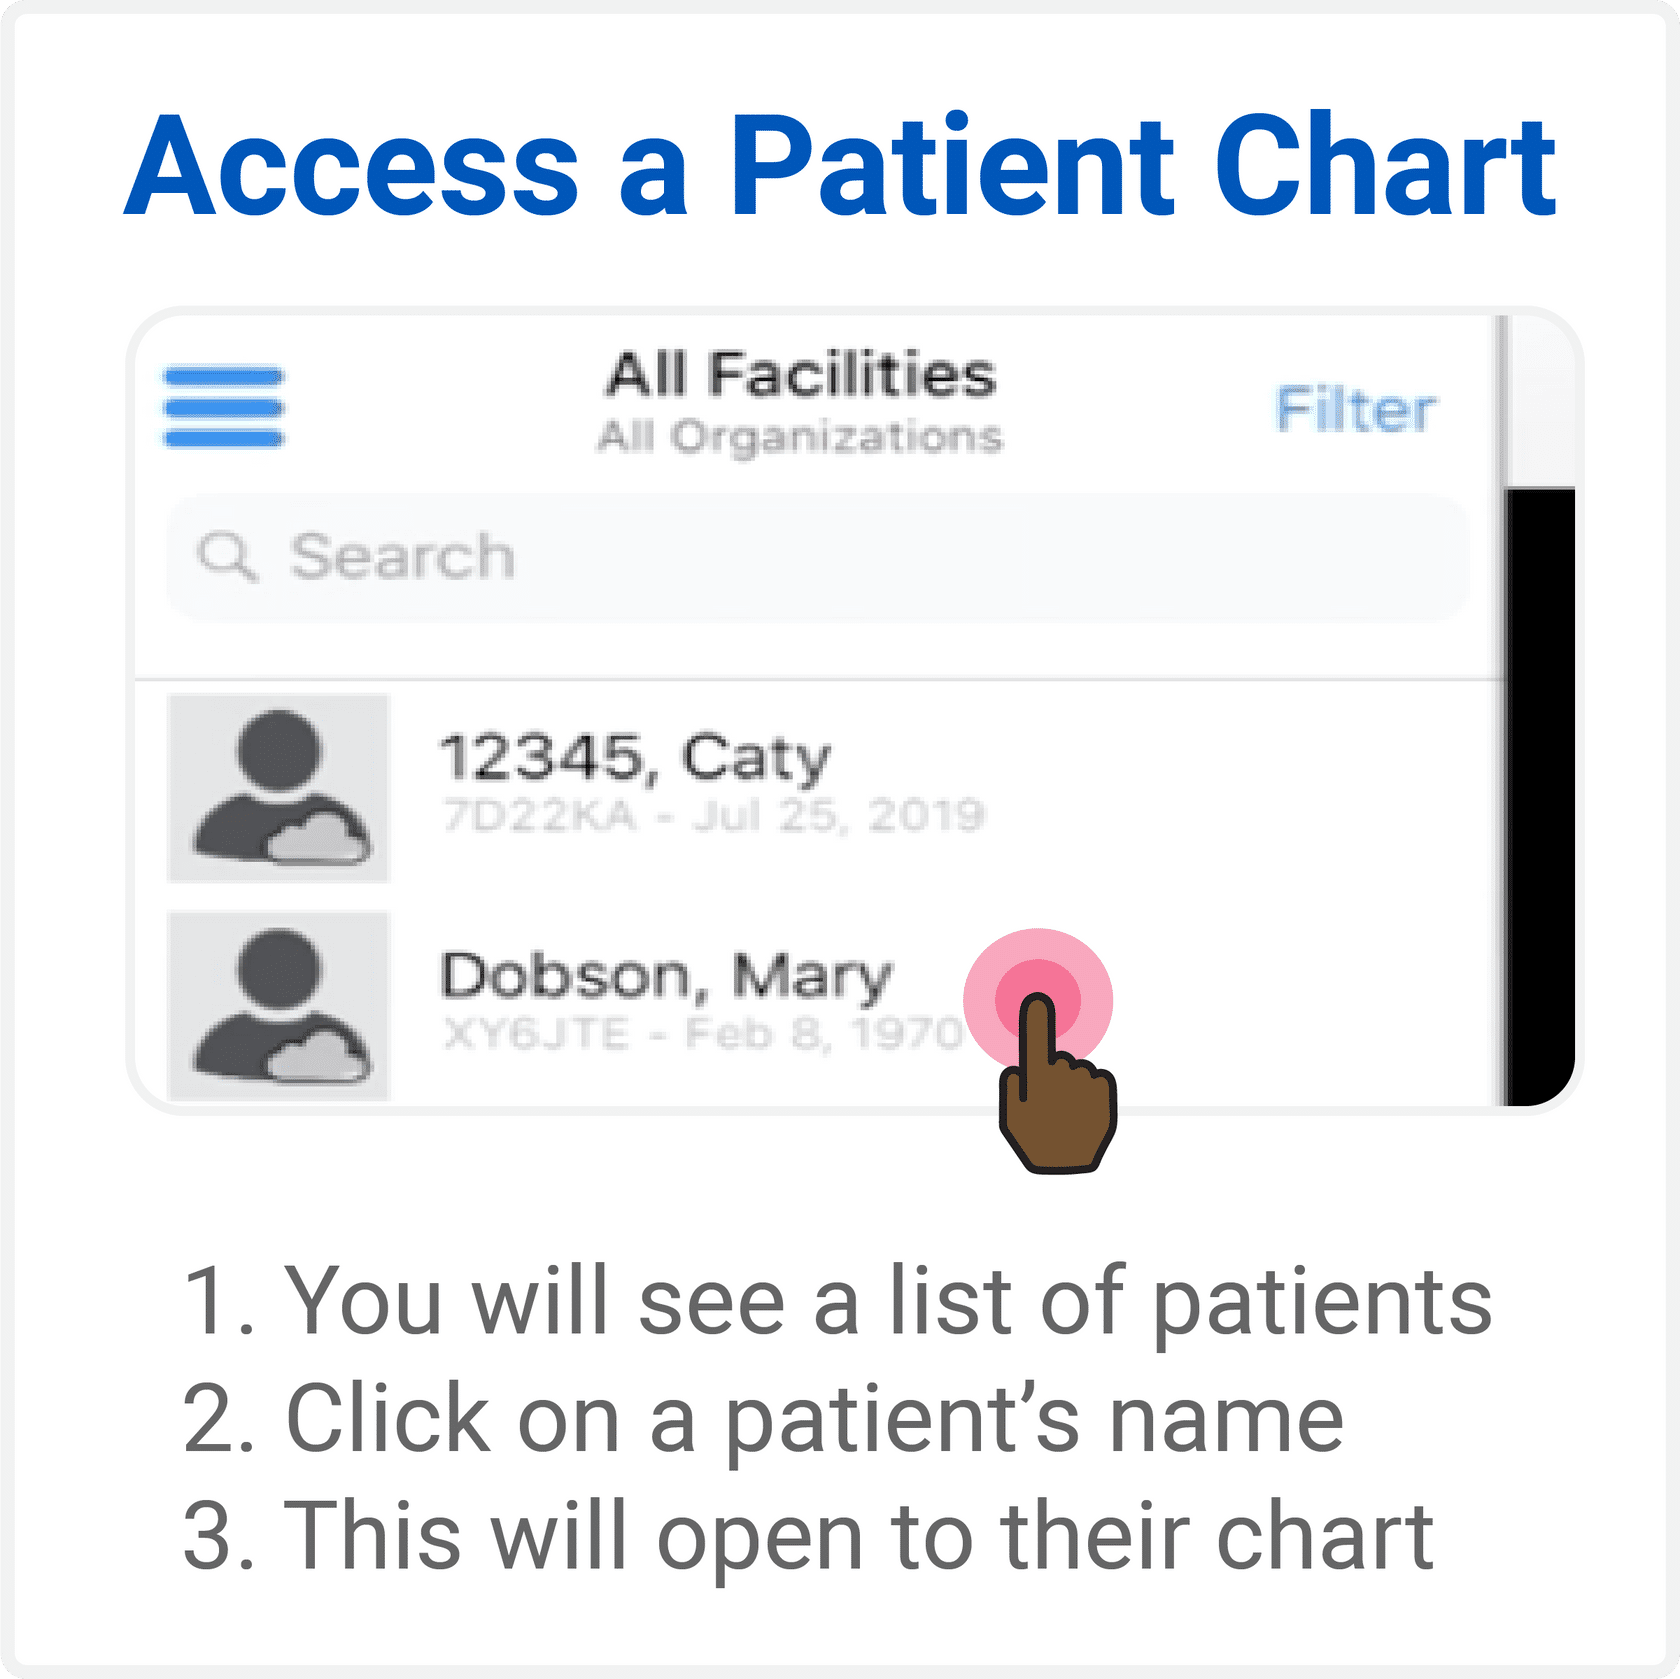 Access a Patient Chart
All Facilities
All Organizations
Filter
Search
12345, Caty
7D22KA - Jul 25, 2019
Dobson, Mary
XY6JTE - Feb 8, 1970
1. You will see a list of patients
2. Click on a patient’s name
3. This will open to their chart